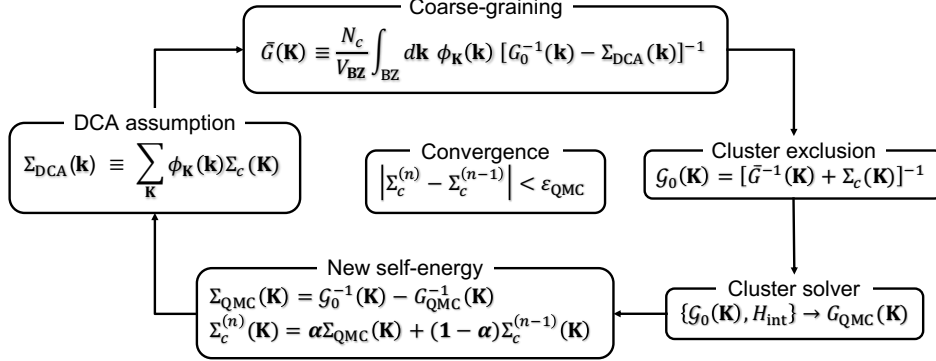 Coarse-graining
Ḡ(𝐊) ≡ N_c/V_𝐁𝐙 ∫_BZ d𝐤 ϕ_𝐊(𝐤) [G_0^{-1}(𝐤) − Σ_DCA(𝐤)]^{-1}
DCA assumption
Σ_DCA(𝐤) ≡ ∑_𝐊 ϕ_𝐊(𝐤)Σ_c(𝐊)
Convergence
|Σ_c^{(n)} − Σ_c^{(n−1)}| < ε_QMC
Cluster exclusion
𝒢_0(𝐊) = [Ḡ^{-1}(𝐊) + Σ_c(𝐊)]^{-1}
New self-energy
Σ_QMC(𝐊) = 𝒢_0^{-1}(𝐊) − G_QMC^{-1}(𝐊)
Σ_c^{(n)}(𝐊) = 𝜶Σ_QMC(𝐊) + (𝟏 − 𝜶)Σ_c^{(n−1)}(𝐊)
Cluster solver
{𝒢_0(𝐊), H_int} → G_QMC(𝐊)